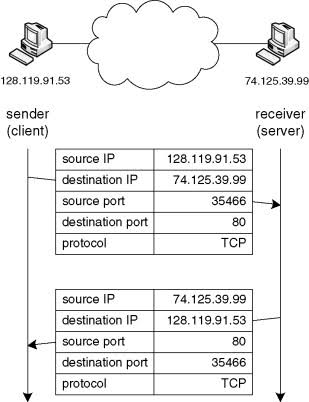 128.119.91.53 74.125.39.99
sender receiver
(client) (server)
source IP 128.119.91.53
destination IP 74.125.39.99
source port 35466
destination port 80
protocol TCP
source IP 74.125.39.99
destination IP 128.119.91.53
source port 80
destination port 35466
protocol TCP